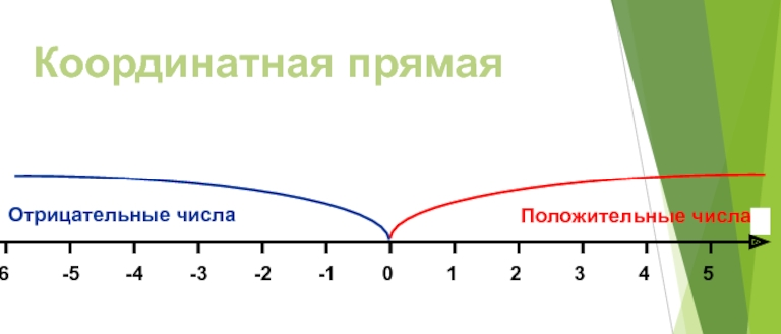 Координатная прямая
Отрицательные числа Положительные числа
6 -5 -4 -3 -2 -1 0 1 2 3 4 5